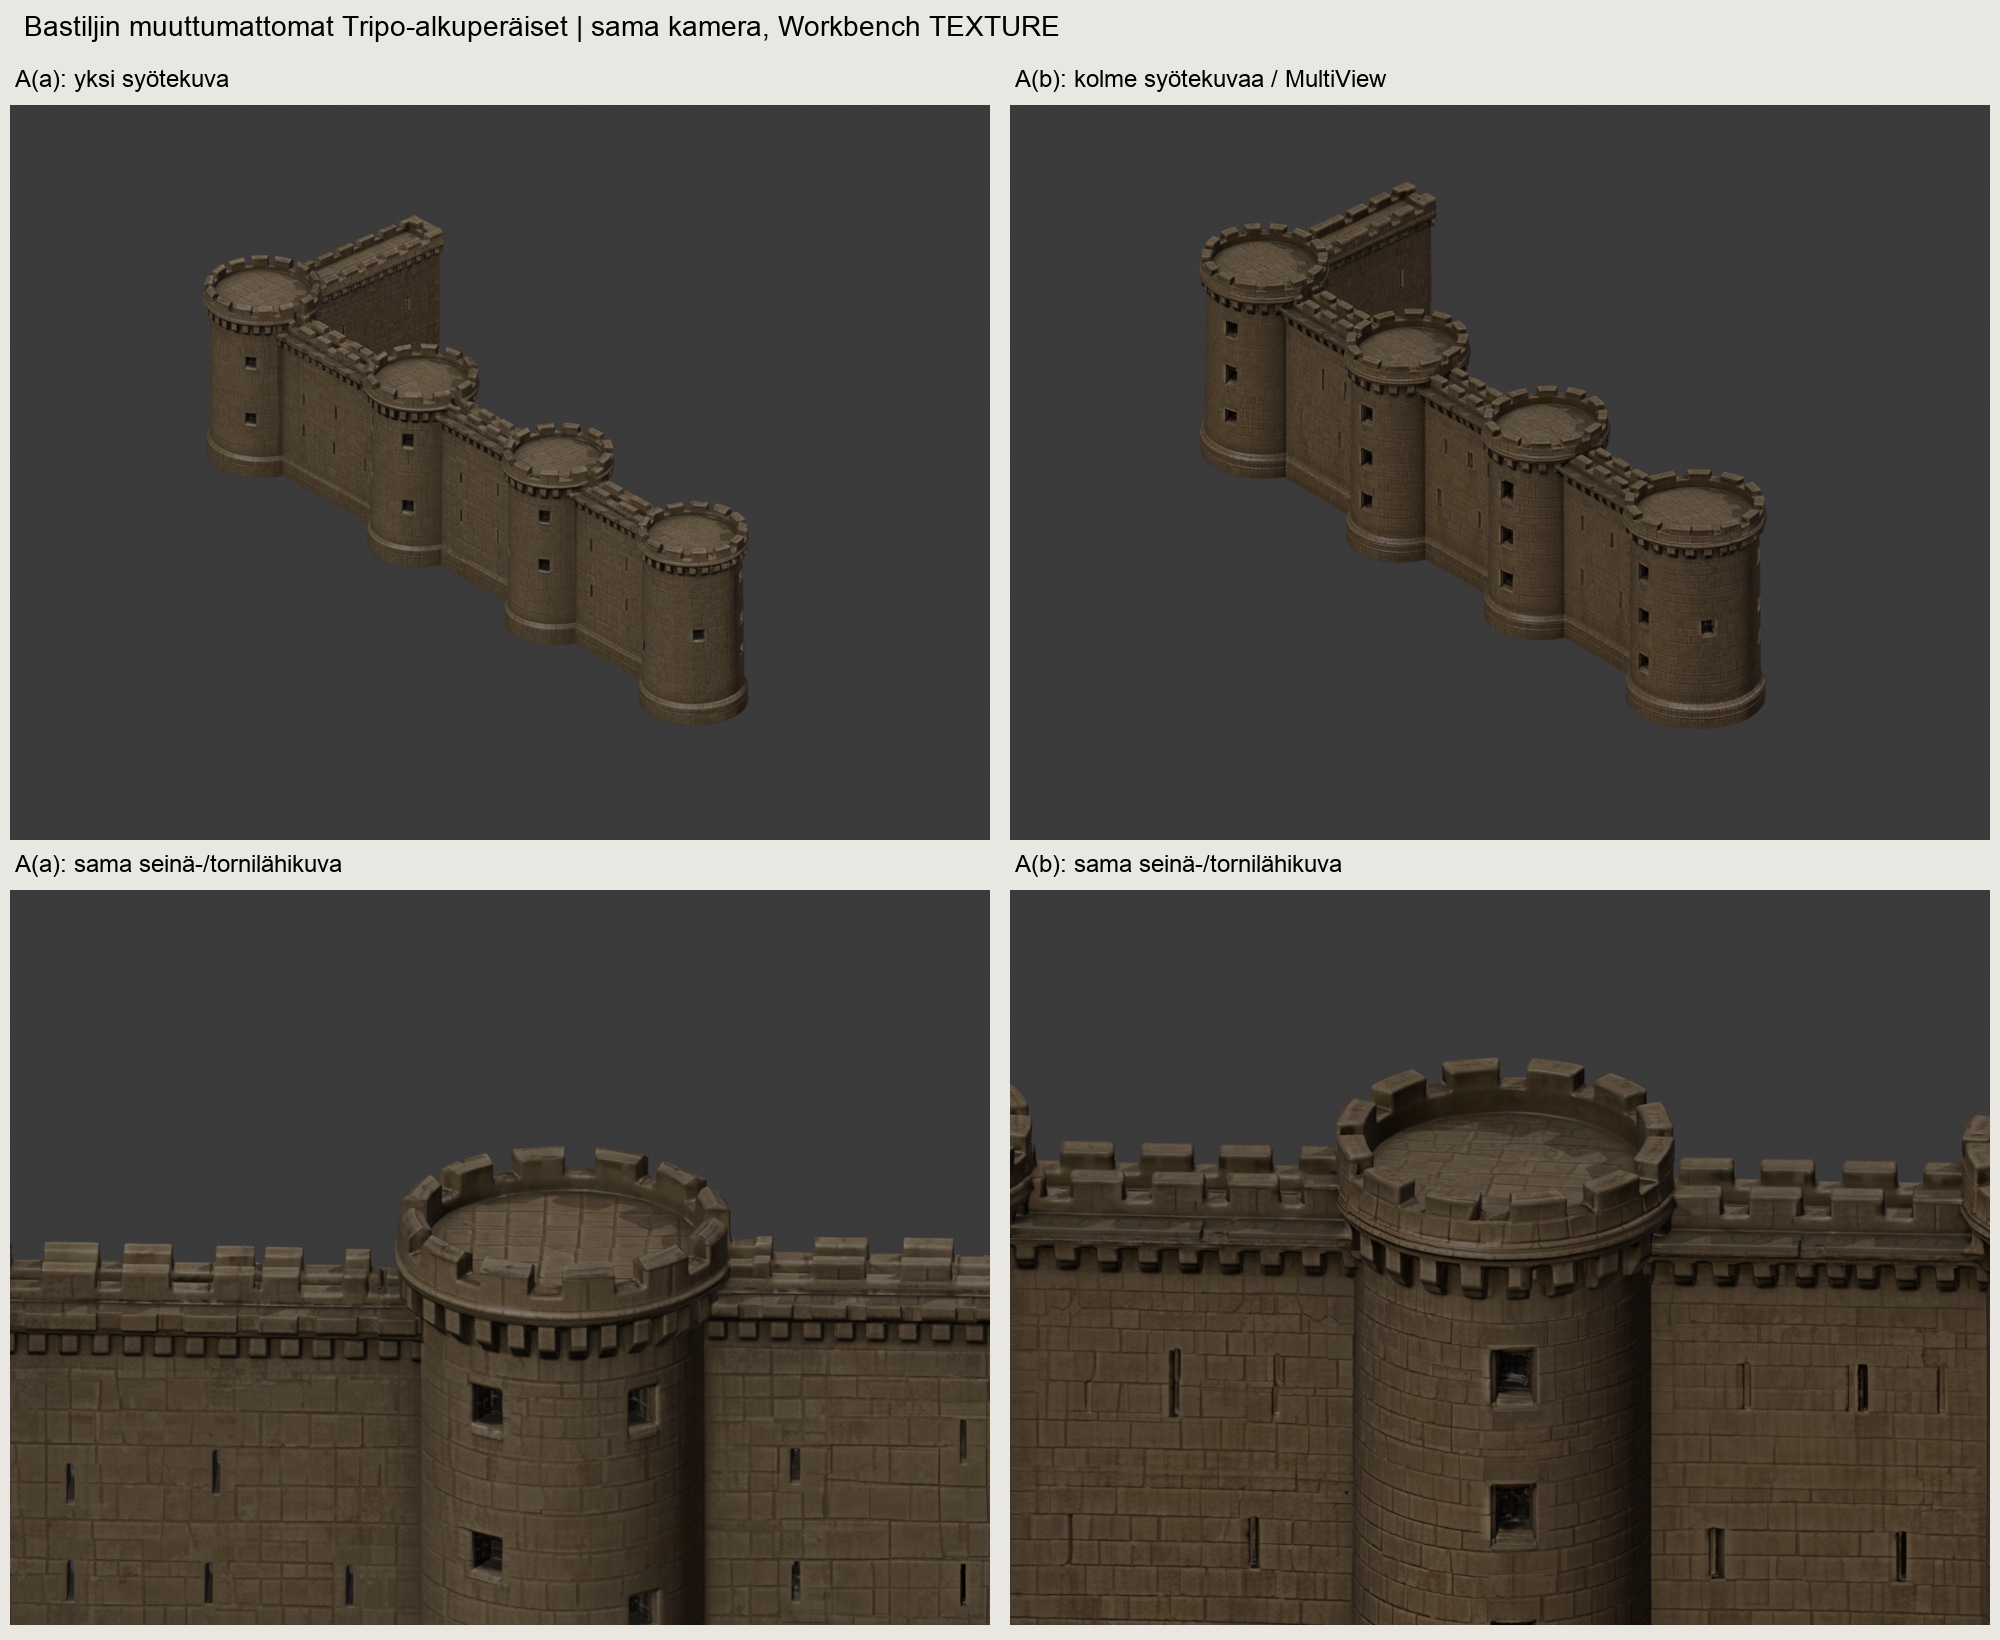 Bastiljin muuttumattomat Tripo-alkuperäiset | sama kamera, Workbench TEXTURE
A(a): yksi syötekuva
A(b): kolme syötekuvaa / MultiView
A(a): sama seinä-/tornilähikuva
A(b): sama seinä-/tornilähikuva